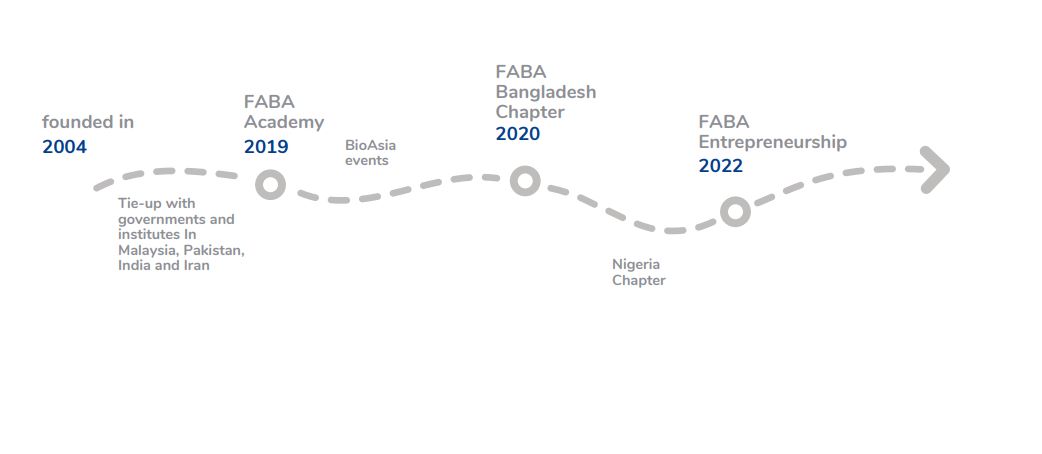 founded in
2004
Tie-up with
governments and
institutes In
Malaysia, Pakistan,
India and Iran
FABA
Academy
2019
BioAsia
events
FABA
Bangladesh
Chapter
2020
Nigeria
Chapter
FABA
Entrepreneurship
2022